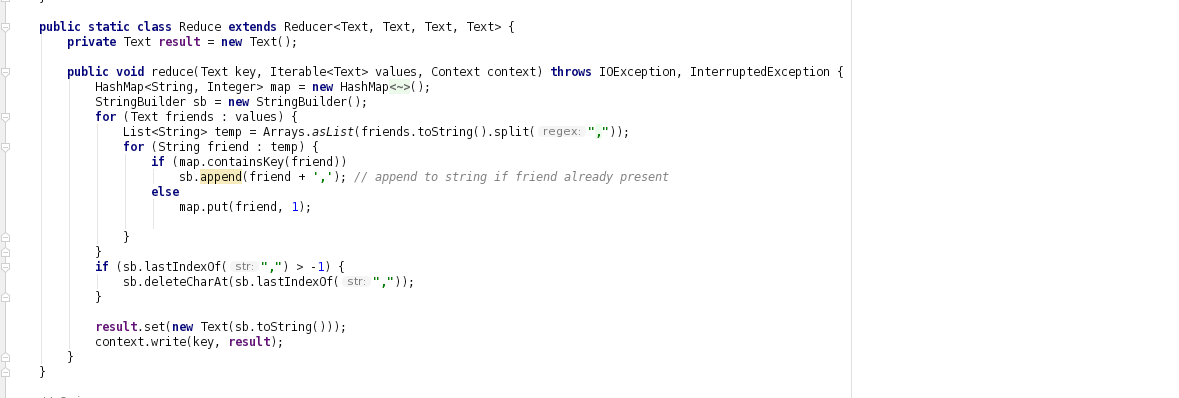 public static class Reduce extends Reducer<Text, Text, Text, Text> {
private Text result = new Text();
public void reduce(Text key, Iterable<Text> values, Context context) throws IOException, InterruptedException {
HashMap<String, Integer> map = new HashMap<~>();
StringBuilder sb = new StringBuilder();
for (Text friends : values) {
List<String> temp = Arrays.asList(friends.toString().split( regex: ","));
for (String friend : temp) {
if (map.containsKey(friend))
sb.append(friend + ','); // append to string if friend already present
else
map.put(friend, 1);
}
}
if (sb.lastIndexOf( str: ",") > -1) {
sb.deleteCharAt(sb.lastIndexOf( str: ","));
}
result.set(new Text(sb.toString()));
context.write(key, result);
}
}